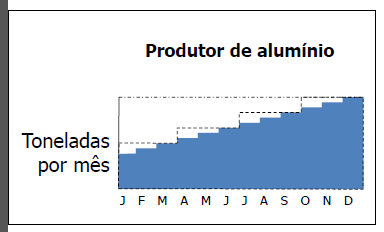 Produtor de alumínio
Toneladas
por mês
J F M A M J J A S O N D